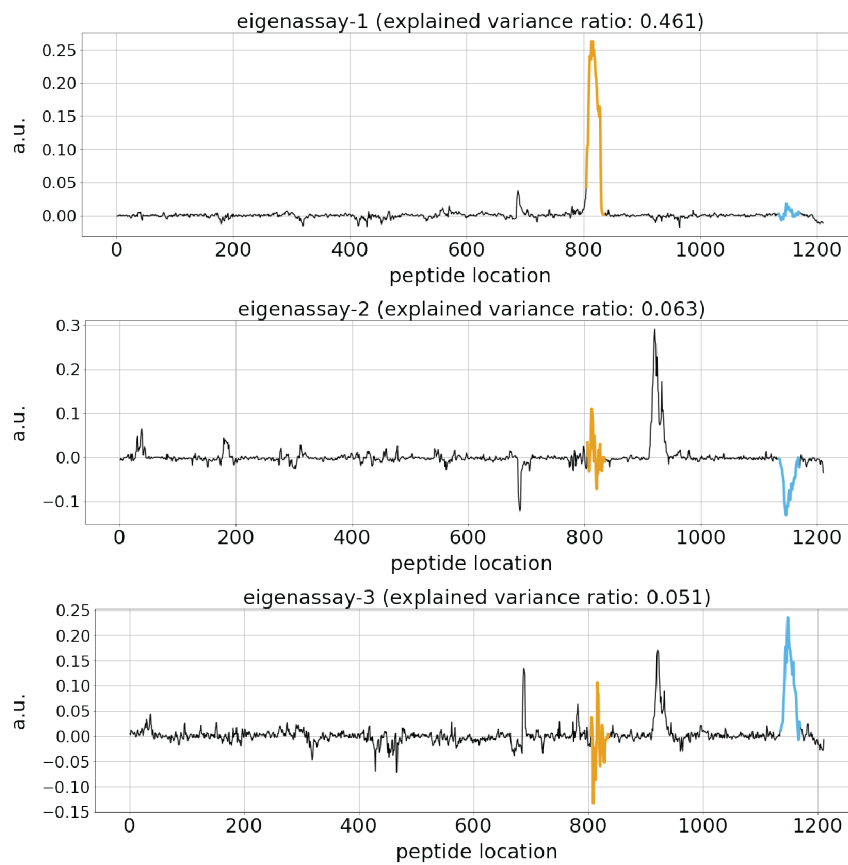 eigenassay-1 (explained variance ratio: 0.461)
0.25
0.20
0.15
0.10
0.05
0.00
a.u.
0 200 400 600 800 1000 1200
peptide location
eigenassay-2 (explained variance ratio: 0.063)
0.3
0.2
0.1
0.0
−0.1
a.u.
0 200 400 600 800 1000 1200
peptide location
eigenassay-3 (explained variance ratio: 0.051)
0.25
0.20
0.15
0.10
0.05
0.00
−0.05
−0.10
−0.15
a.u.
0 200 400 600 800 1000 1200
peptide location